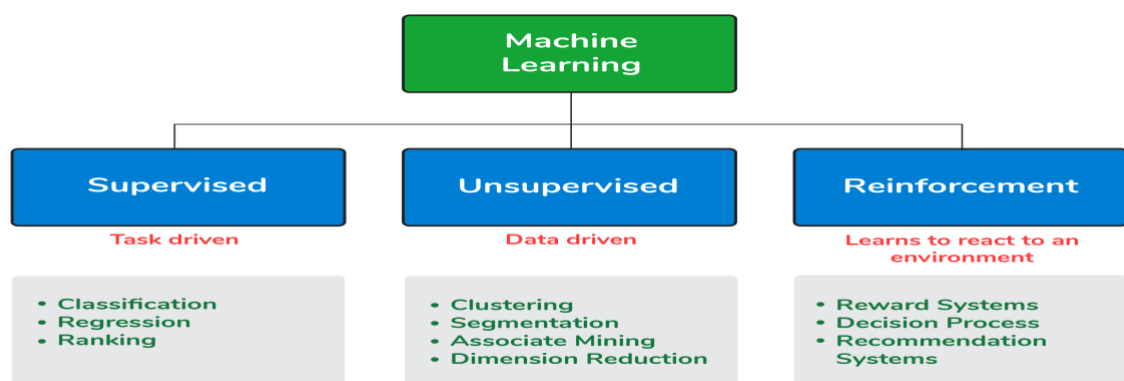 Machine
Learning
Supervised
Task driven
• Classification
• Regression
• Ranking
Unsupervised
Data driven
• Clustering
• Segmentation
• Associate Mining
• Dimension Reduction
Reinforcement
Learns to react to an
environment
• Reward Systems
• Decision Process
• Recommendation
Systems